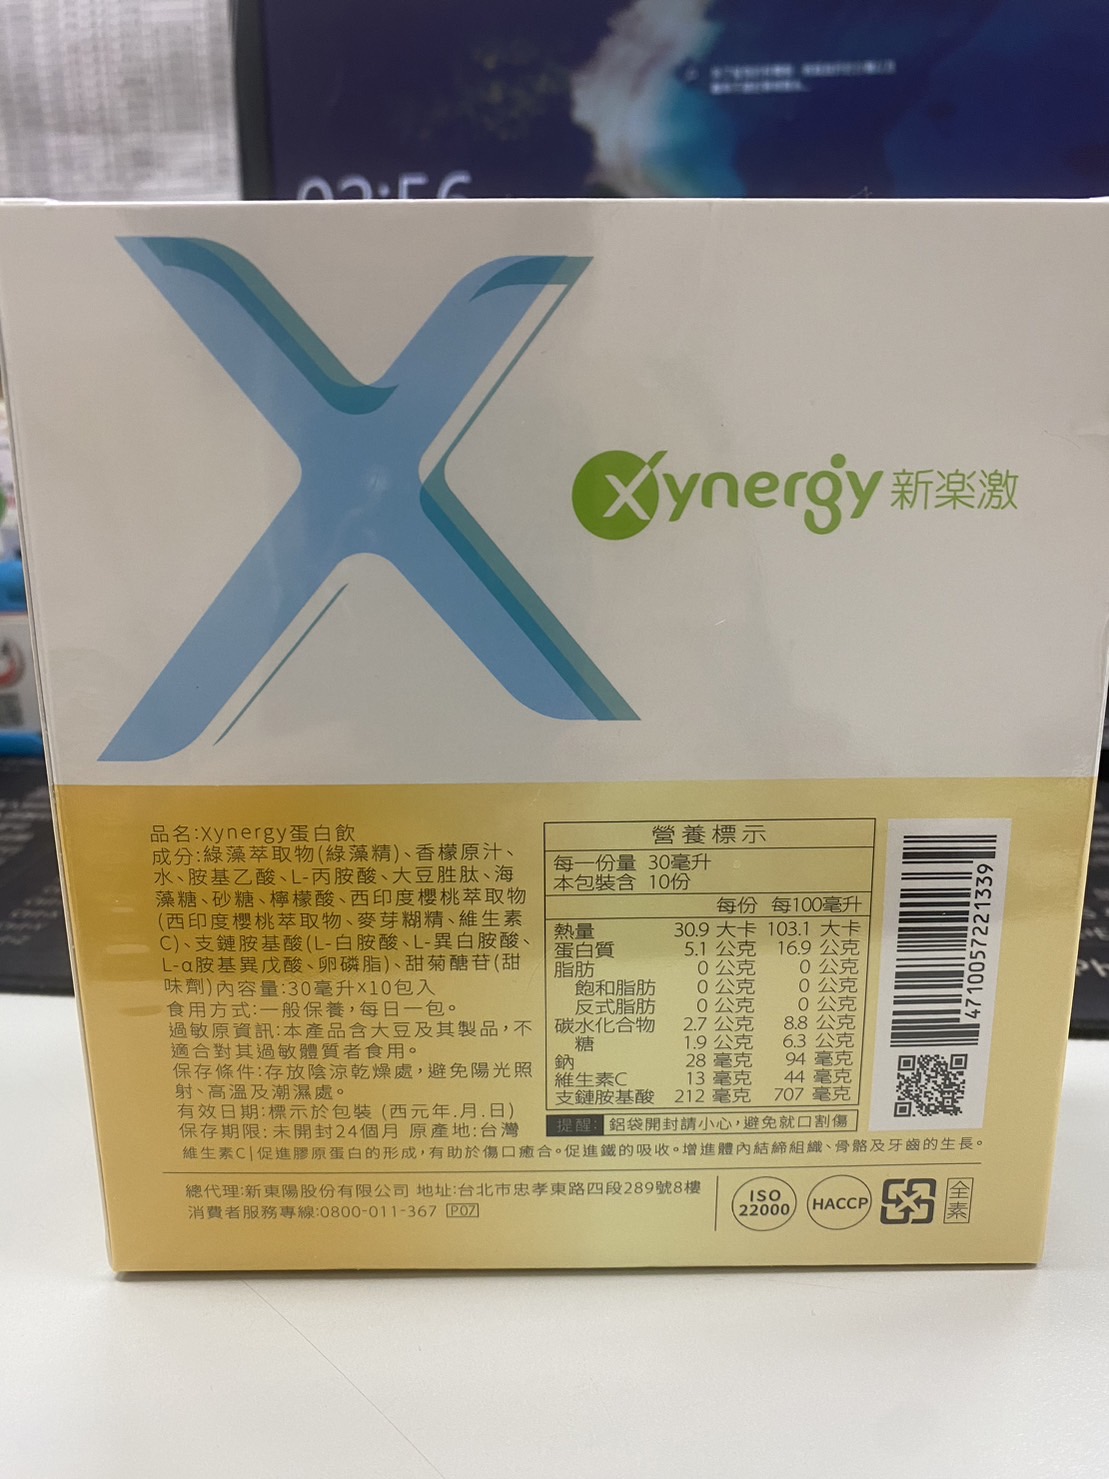 02:56
X
Xynergy 新楽激
品名:Xynergy蛋白飲
成分:綠藻萃取物(綠藻精)、香檬原汁、
水、胺基乙酸、L-丙胺酸、大豆胜肽、海
藻糖、砂糖、檸檬酸、西印度櫻桃萃取物
(西印度櫻桃萃取物、麥芽糊精、維生素
C)、支鏈胺基酸(L-白胺酸、L-異白胺酸、
L-α胺基異戊酸、卵磷脂)、甜菊醣苷(甜
味劑)內容量:30毫升x10包入
食用方式:一般保養，每日一包。
過敏原資訊:本產品含大豆及其製品，不
適合對其過敏體質者食用。
保存條件:存放陰涼乾燥處，避免陽光照
射、高溫及潮濕處。
有效日期:標示於包裝 (西元年.月.日)
保存期限: 未開封24個月 原產地:台灣
營養標示
每一份量 30毫升
本包裝含 10份
每份 每100毫升
熱量 30.9 大卡 103.1 大卡
蛋白質 5.1 公克 16.9 公克
脂肪 0 公克 0 公克
飽和脂肪 0 公克 0 公克
反式脂肪 0 公克 0 公克
碳水化合物 2.7 公克 8.8 公克
糖 1.9 公克 6.3 公克
鈉 28 毫克 94 毫克
維生素C 13 毫克 44 毫克
支鏈胺基酸 212 毫克 707 毫克
提醒: 鋁袋開封請小心，避免就口割傷
4710057221339
維生素C|促進膠原蛋白的形成，有助於傷口癒合。促進鐵的吸收。增進體內結締組織、骨骼及牙齒的生長。
總代理:新東陽股份有限公司 地址:台北市忠孝東路四段289號8樓
消費者服務專線:0800-011-367 P07
ISO
22000
HACCP
全素